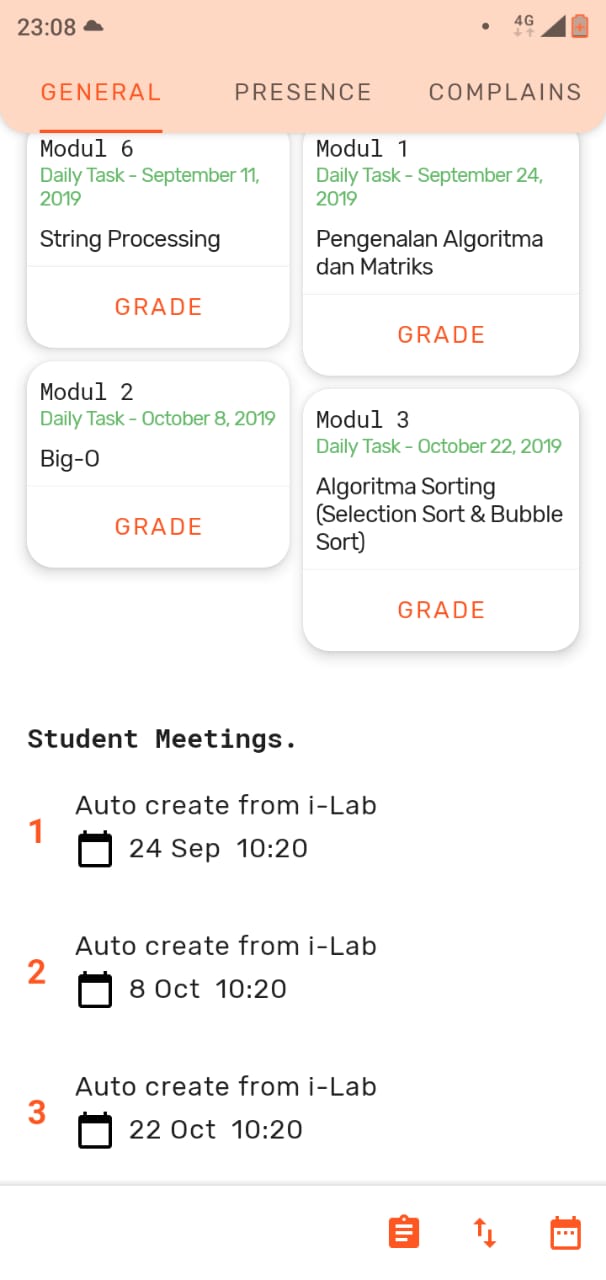 23:08
4G
GENERAL
PRESENCE
COMPLAINS
Modul 6
Daily Task - September 11,
2019
String Processing
GRADE
Modul 1
Daily Task - September 24,
2019
Pengenalan Algoritma
dan Matriks
GRADE
Modul 2
Daily Task - October 8, 2019
Big-O
GRADE
Modul 3
Daily Task - October 22, 2019
Algoritma Sorting
(Selection Sort & Bubble
Sort)
GRADE
Student Meetings.
1
Auto create from i-Lab
24 Sep 10:20
2
Auto create from i-Lab
8 Oct 10:20
3
Auto create from i-Lab
22 Oct 10:20